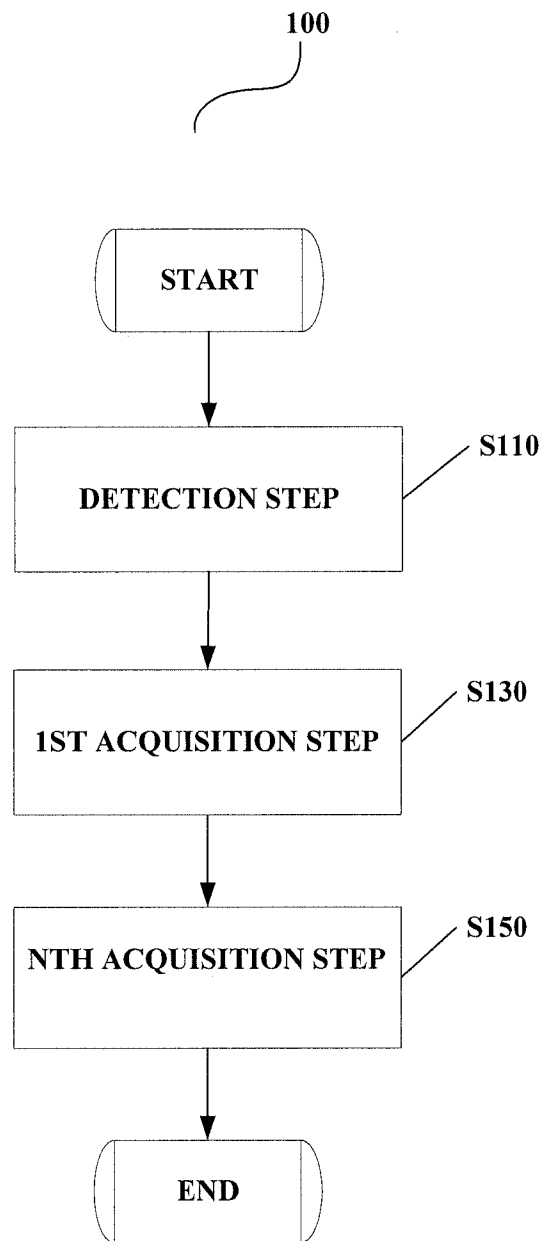 100
START
DETECTION STEP
S110
1ST ACQUISITION STEP
S130
NTH ACQUISITION STEP
S150
END